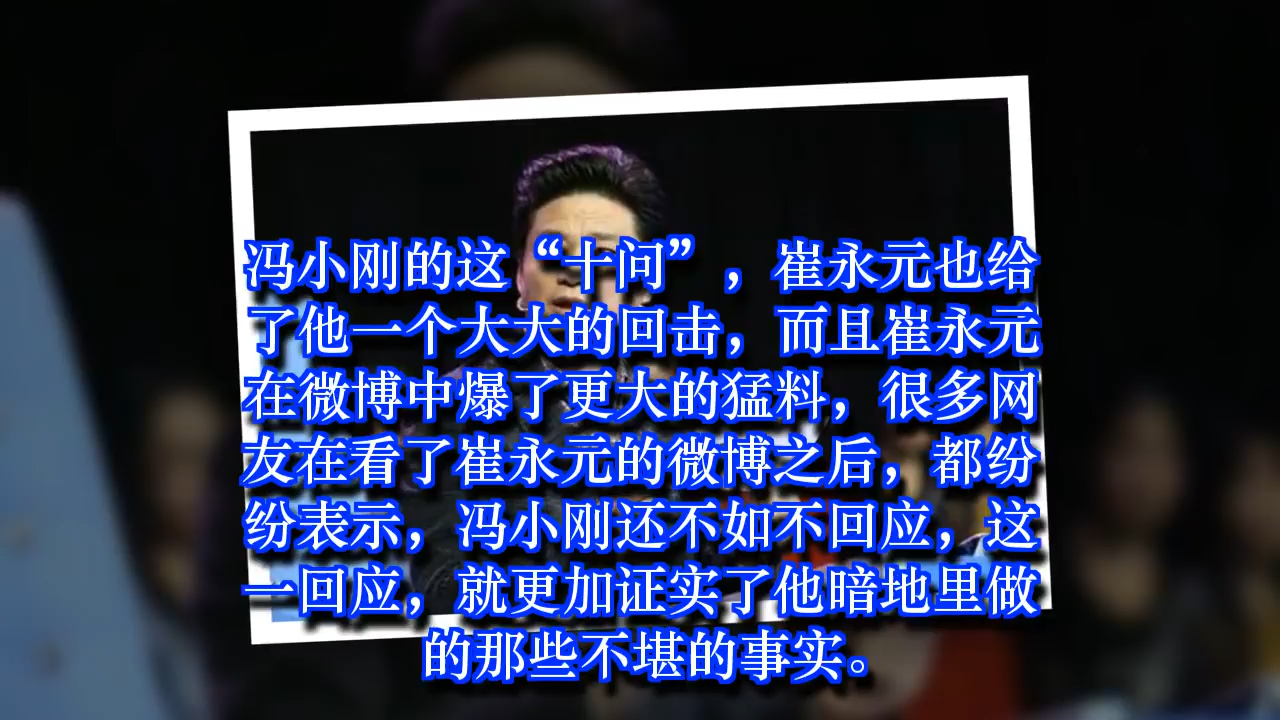 冯小刚的这“十问”，崔永元也给
了他一个大大的回击，而且崔永元
在微博中爆了更大的猛料，很多网
友在看了崔永元的微博之后，都纷
纷表示，冯小刚还不如不回应，这
一回应，就更加证实了他暗地里做
的那些不堪的事实。